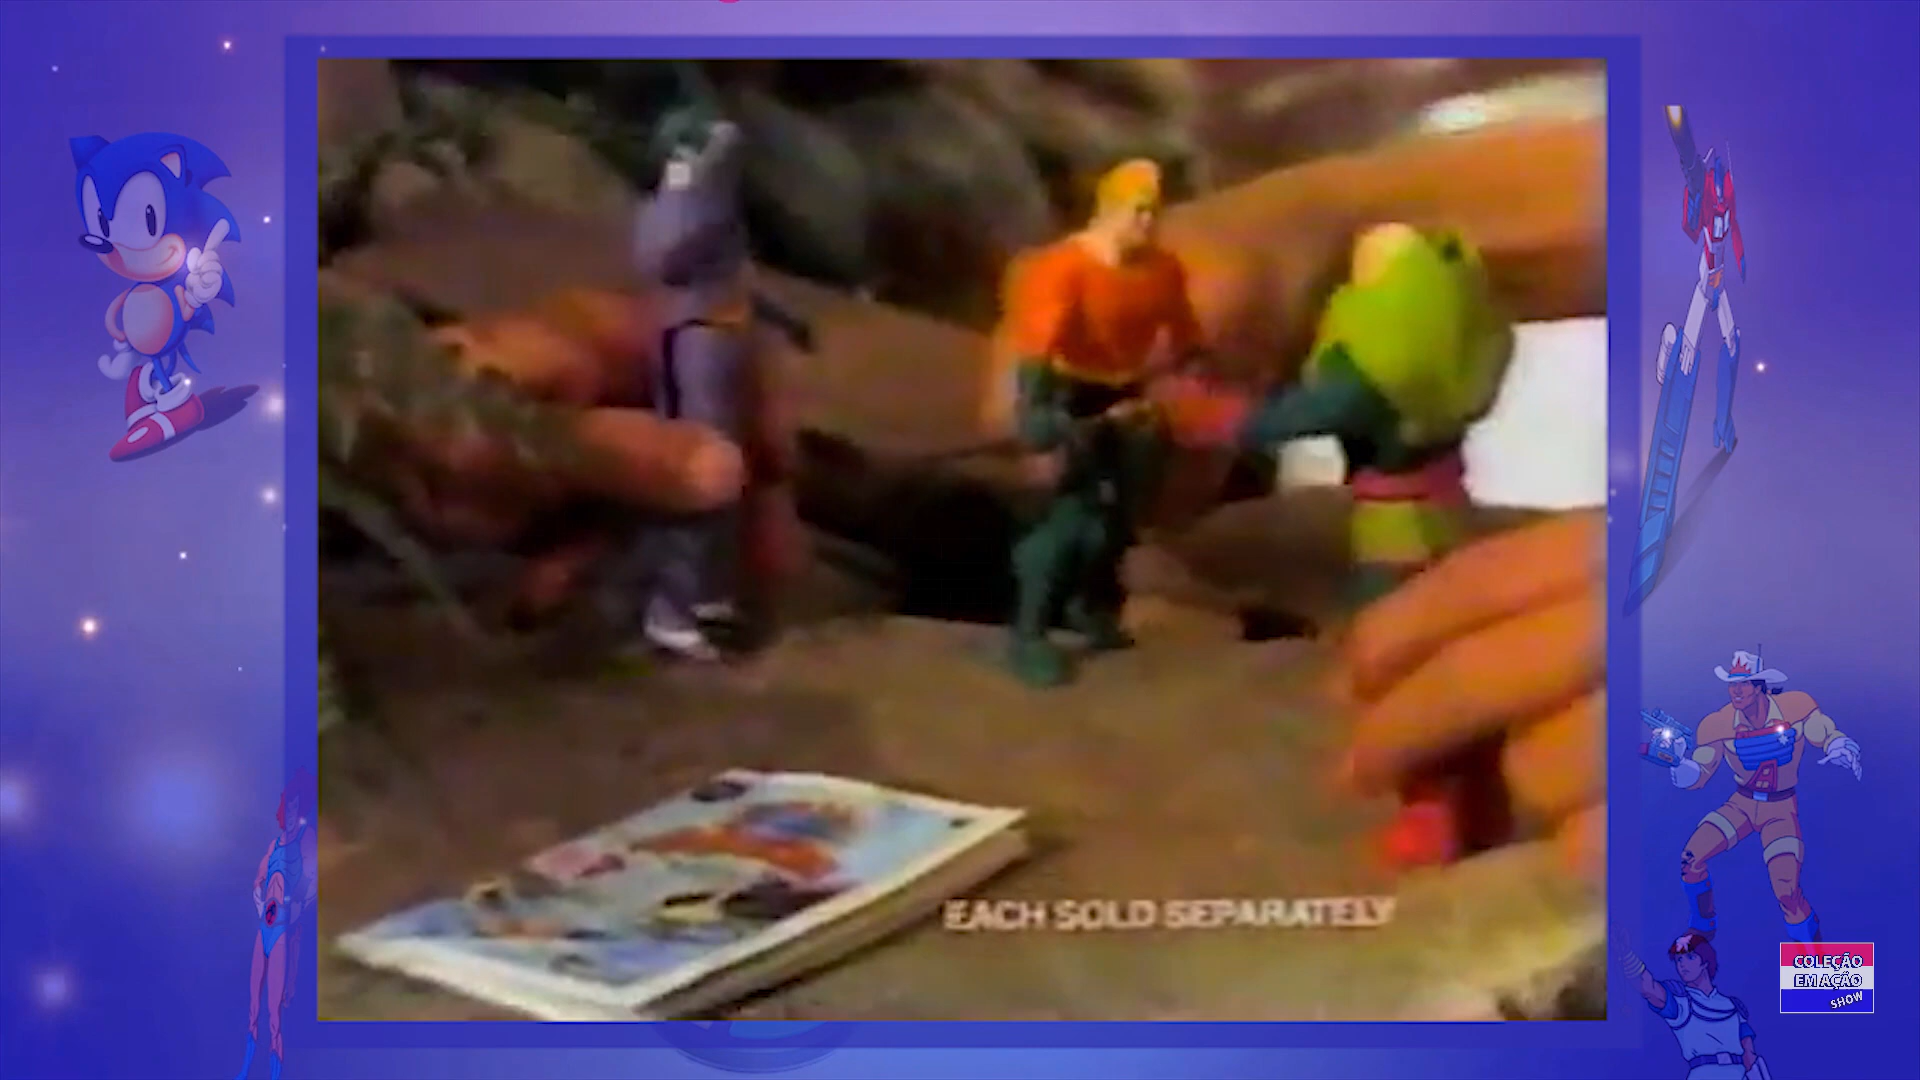 EACH SOLD SEPARATELY
COLEÇÃO
EM AÇÃO
SHOW